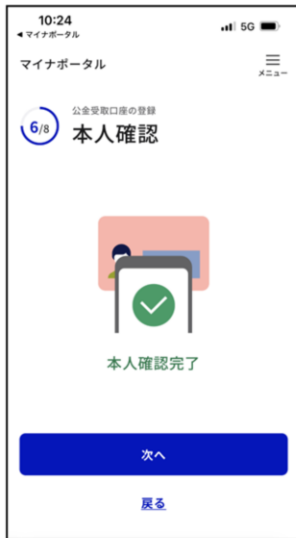 10:24
5G
◀ マイナポータル
マイナポータル
メニュー
公金受取口座の登録
6/8
本人確認
本人確認完了
次へ
戻る